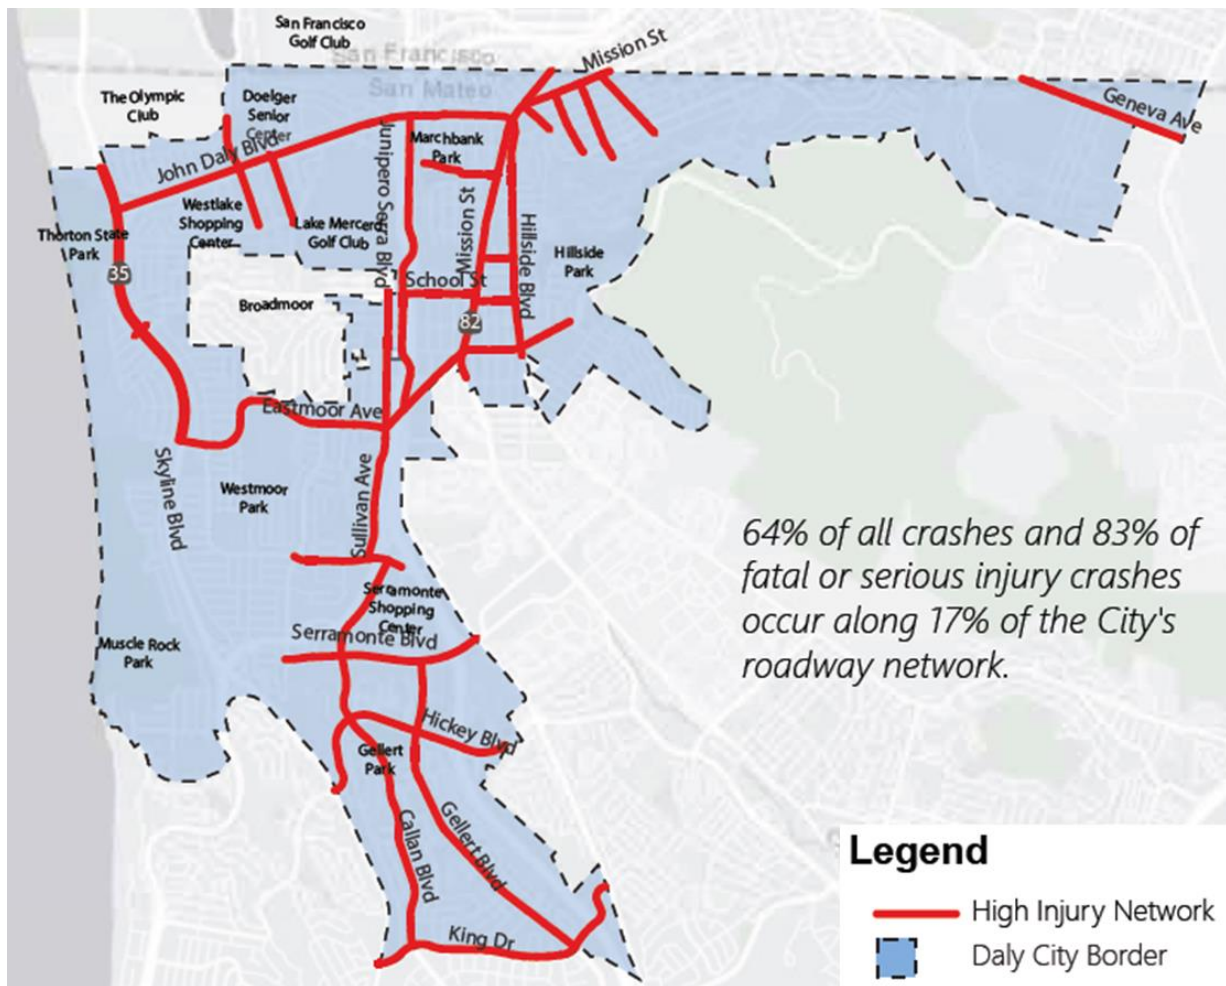 San Francisco
Golf Club
San Francisco
San Mateo
Mission St
The Olympic
Club
Doelger
Senior
Center
Geneva Ave
John Daly Blvd
Junipero Serra Blvd
Marchbank
Park
Westlake
Shopping
Center
Lake Merced
Golf Club
Mission St
Hillside Blvd
Thorton State
Park
Hillside
Park
35
School St
Broadmoor
82
Eastmoor Ave
Skyline Blvd
Westmoor
Park
Sullivan Ave
64% of all crashes and 83% of
fatal or serious injury crashes
occur along 17% of the City's
roadway network.
Serramonte
Shopping
Center
Serramonte Blvd
Muscle Rock
Park
Hickey Blvd
Gellert
Park
Callan Blvd
Gellert Blvd
King Dr
Legend
High Injury Network
Daly City Border